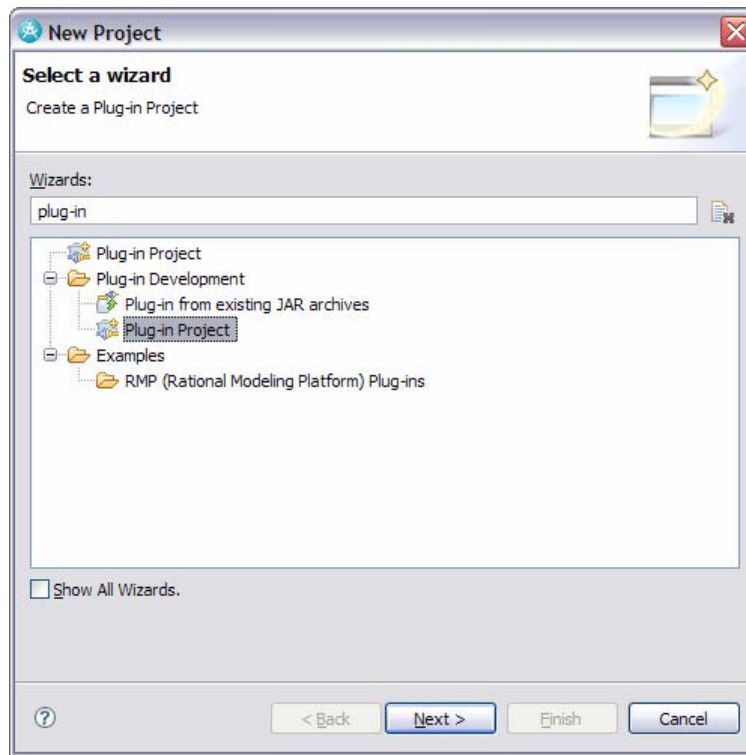 New Project
Select a wizard
Create a Plug-in Project
Wizards:
plug-in
Plug-in Project
Plug-in Development
Plug-in from existing JAR archives
Plug-in Project
Examples
RMP (Rational Modeling Platform) Plug-ins
Show All Wizards.
< Back
Next >
Finish
Cancel